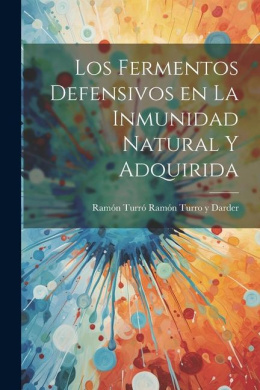 Los Fermentos
Defensivos en La
Inmunidad
Natural Y
Adquirida
Ramón Turró Ramón Turro y Darder